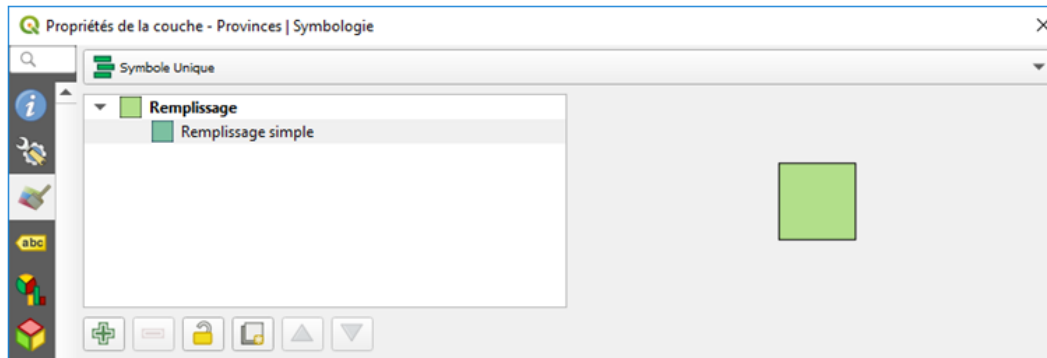 Propriétés de la couche - Provinces | Symbologie
Symbole Unique
Remplissage
Remplissage simple
abc